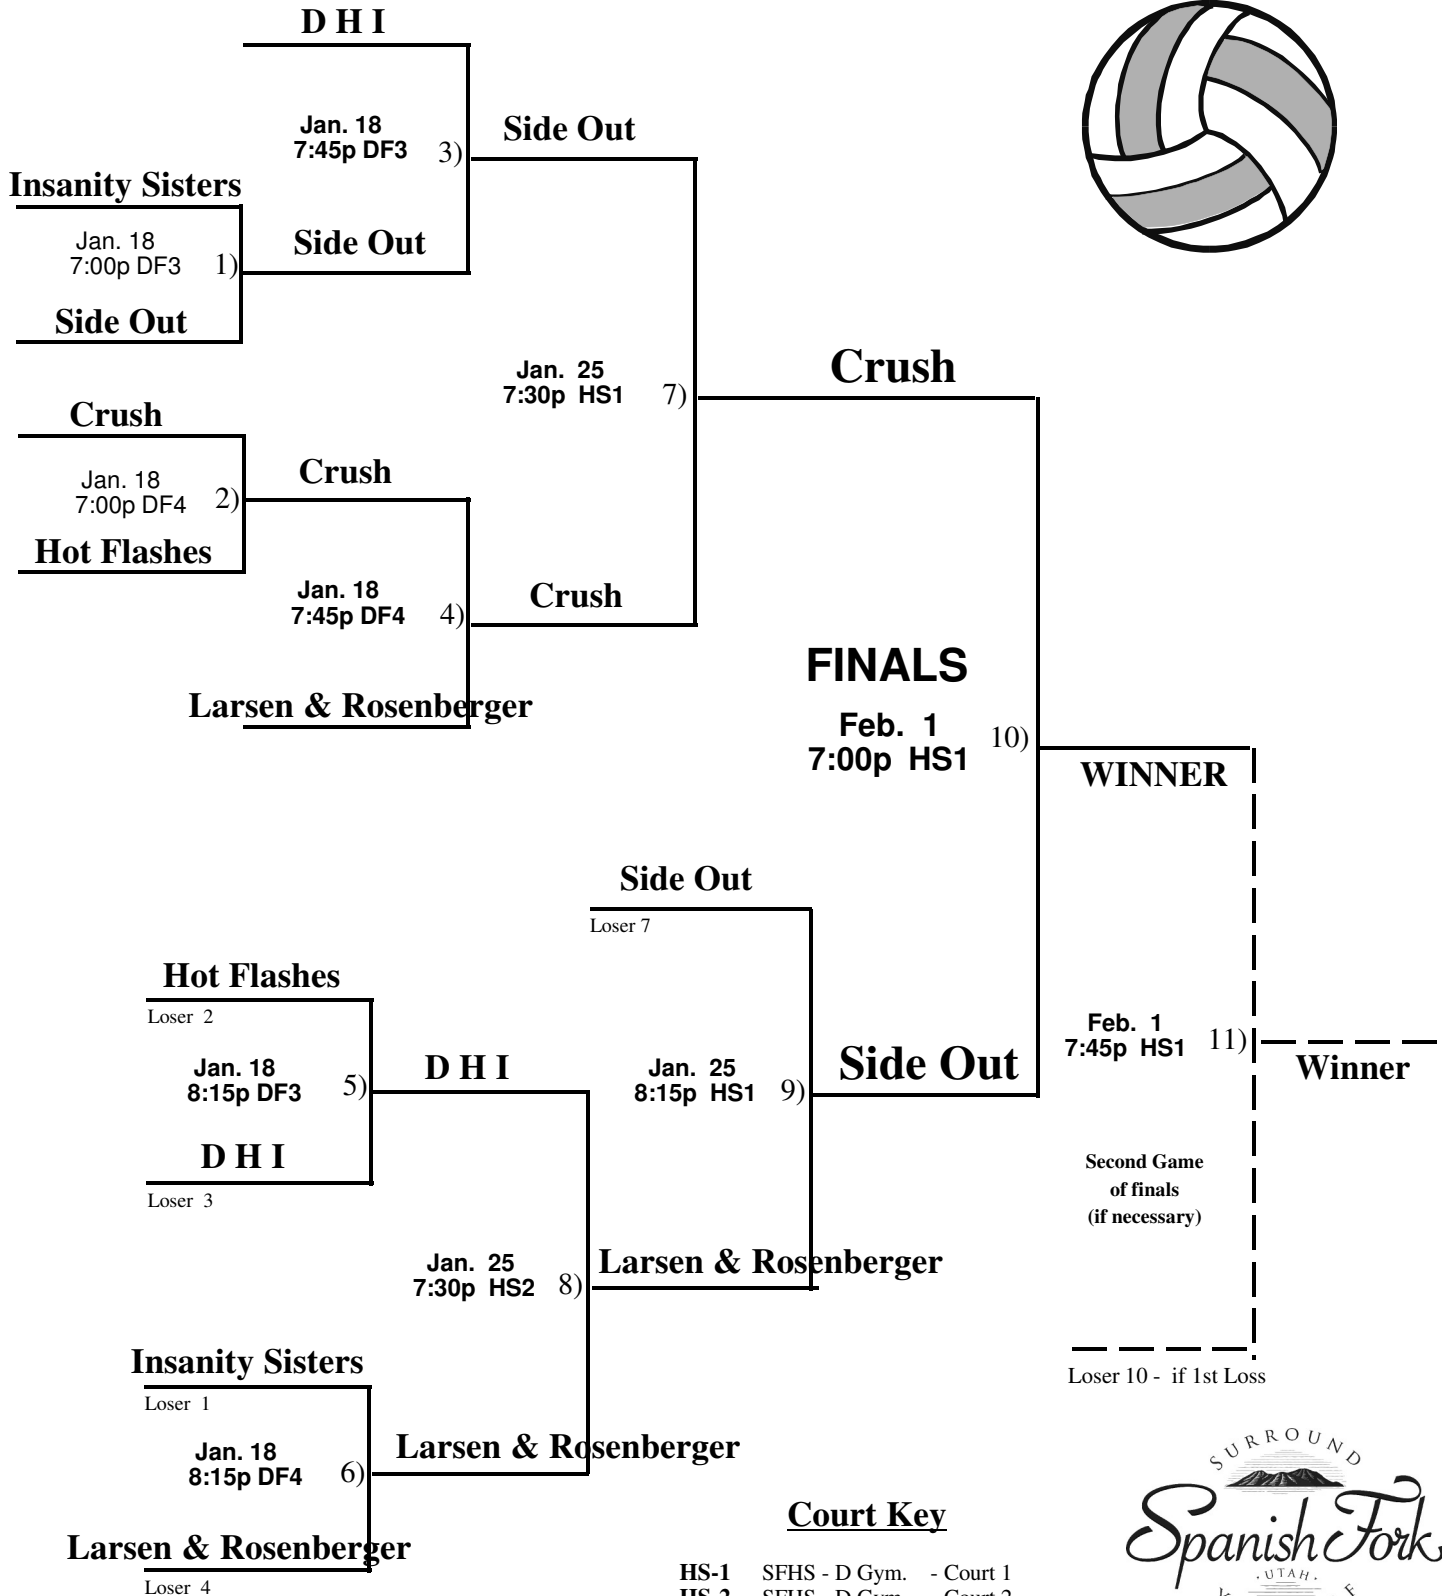 D H I
Jan. 18
7:45p DF3
3)
Side Out
Insanity Sisters
Jan. 18
7:00p DF3
1)
Side Out
Side Out
Crush
Jan. 18
7:00p DF4
2)
Crush
Hot Flashes
Jan. 18
7:45p DF4
4)
Crush
Larsen & Rosenberger
Jan. 25
7:30p HS1
7)
Crush
FINALS
Feb. 1
7:00p HS1
10)
WINNER
Side Out
Loser 7
Hot Flashes
Loser 2
Jan. 18
8:15p DF3
5)
D H I
D H I
Loser 3
Jan. 25
8:15p HS1
9)
Side Out
Feb. 1
7:45p HS1
11)
Winner
Second Game
of finals
(if necessary)
Jan. 25
7:30p HS2
8)
Larsen & Rosenberger
Insanity Sisters
Loser 1
Jan. 18
8:15p DF4
6)
Larsen & Rosenberger
Larsen & Rosenberger
Loser 4
Loser 10 - if 1st Loss
Court Key
HS-1 SFHS - D Gym. - Court 1
HS-2 SFHS - D Gym. - Court 2
SURROUND
Spanish Fork
·UTAH·